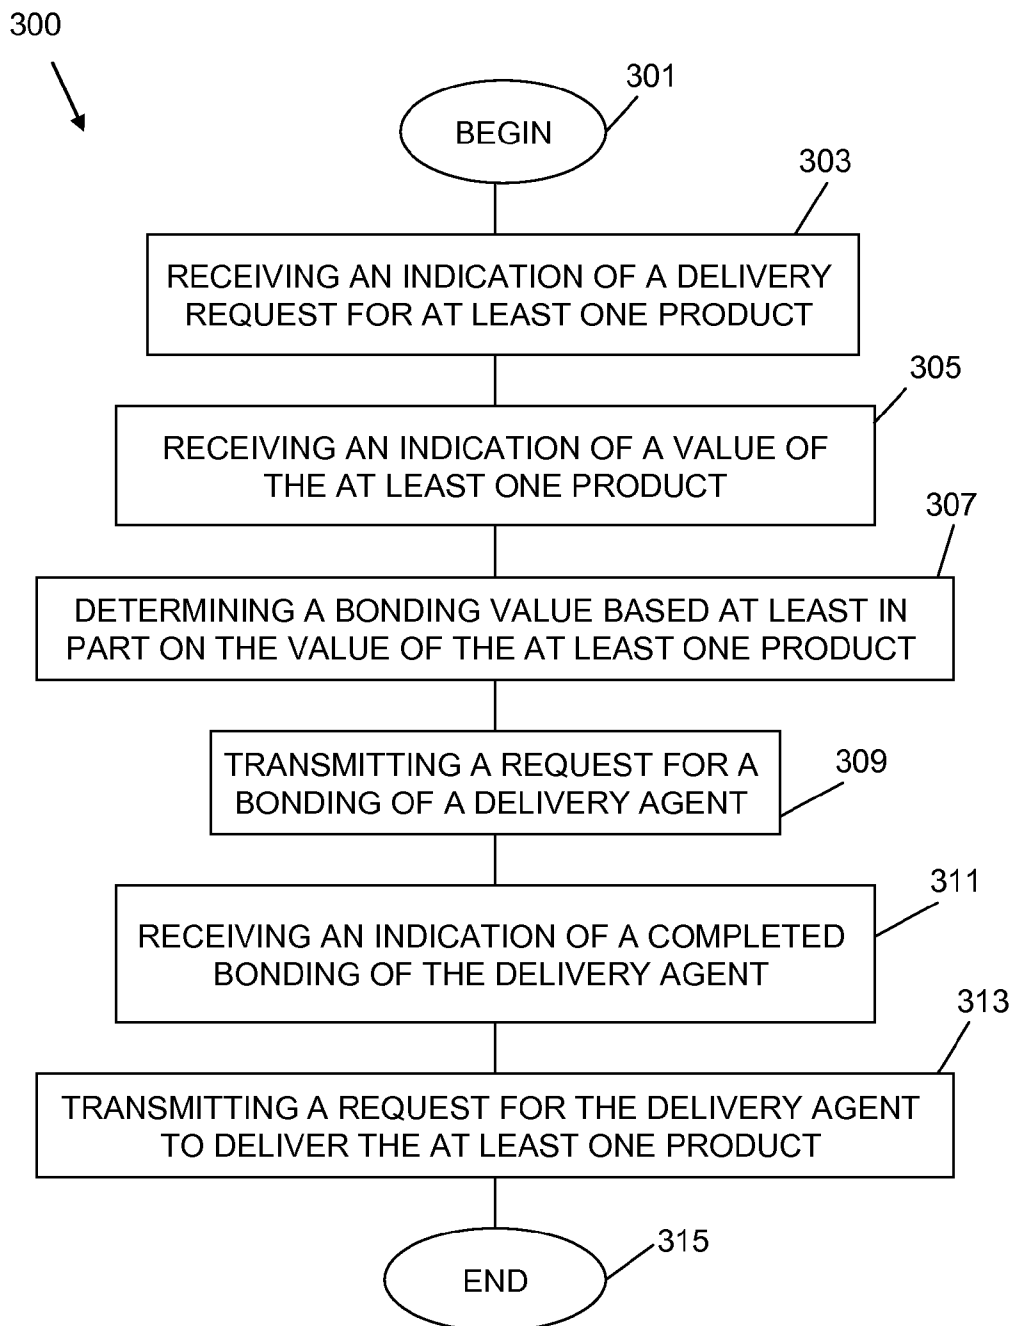 300
301
BEGIN
303
RECEIVING AN INDICATION OF A DELIVERY
REQUEST FOR AT LEAST ONE PRODUCT
305
RECEIVING AN INDICATION OF A VALUE OF
THE AT LEAST ONE PRODUCT
307
DETERMINING A BONDING VALUE BASED AT LEAST IN
PART ON THE VALUE OF THE AT LEAST ONE PRODUCT
TRANSMITTING A REQUEST FOR A
BONDING OF A DELIVERY AGENT
309
311
RECEIVING AN INDICATION OF A COMPLETED
BONDING OF THE DELIVERY AGENT
313
TRANSMITTING A REQUEST FOR THE DELIVERY AGENT
TO DELIVER THE AT LEAST ONE PRODUCT
315
END